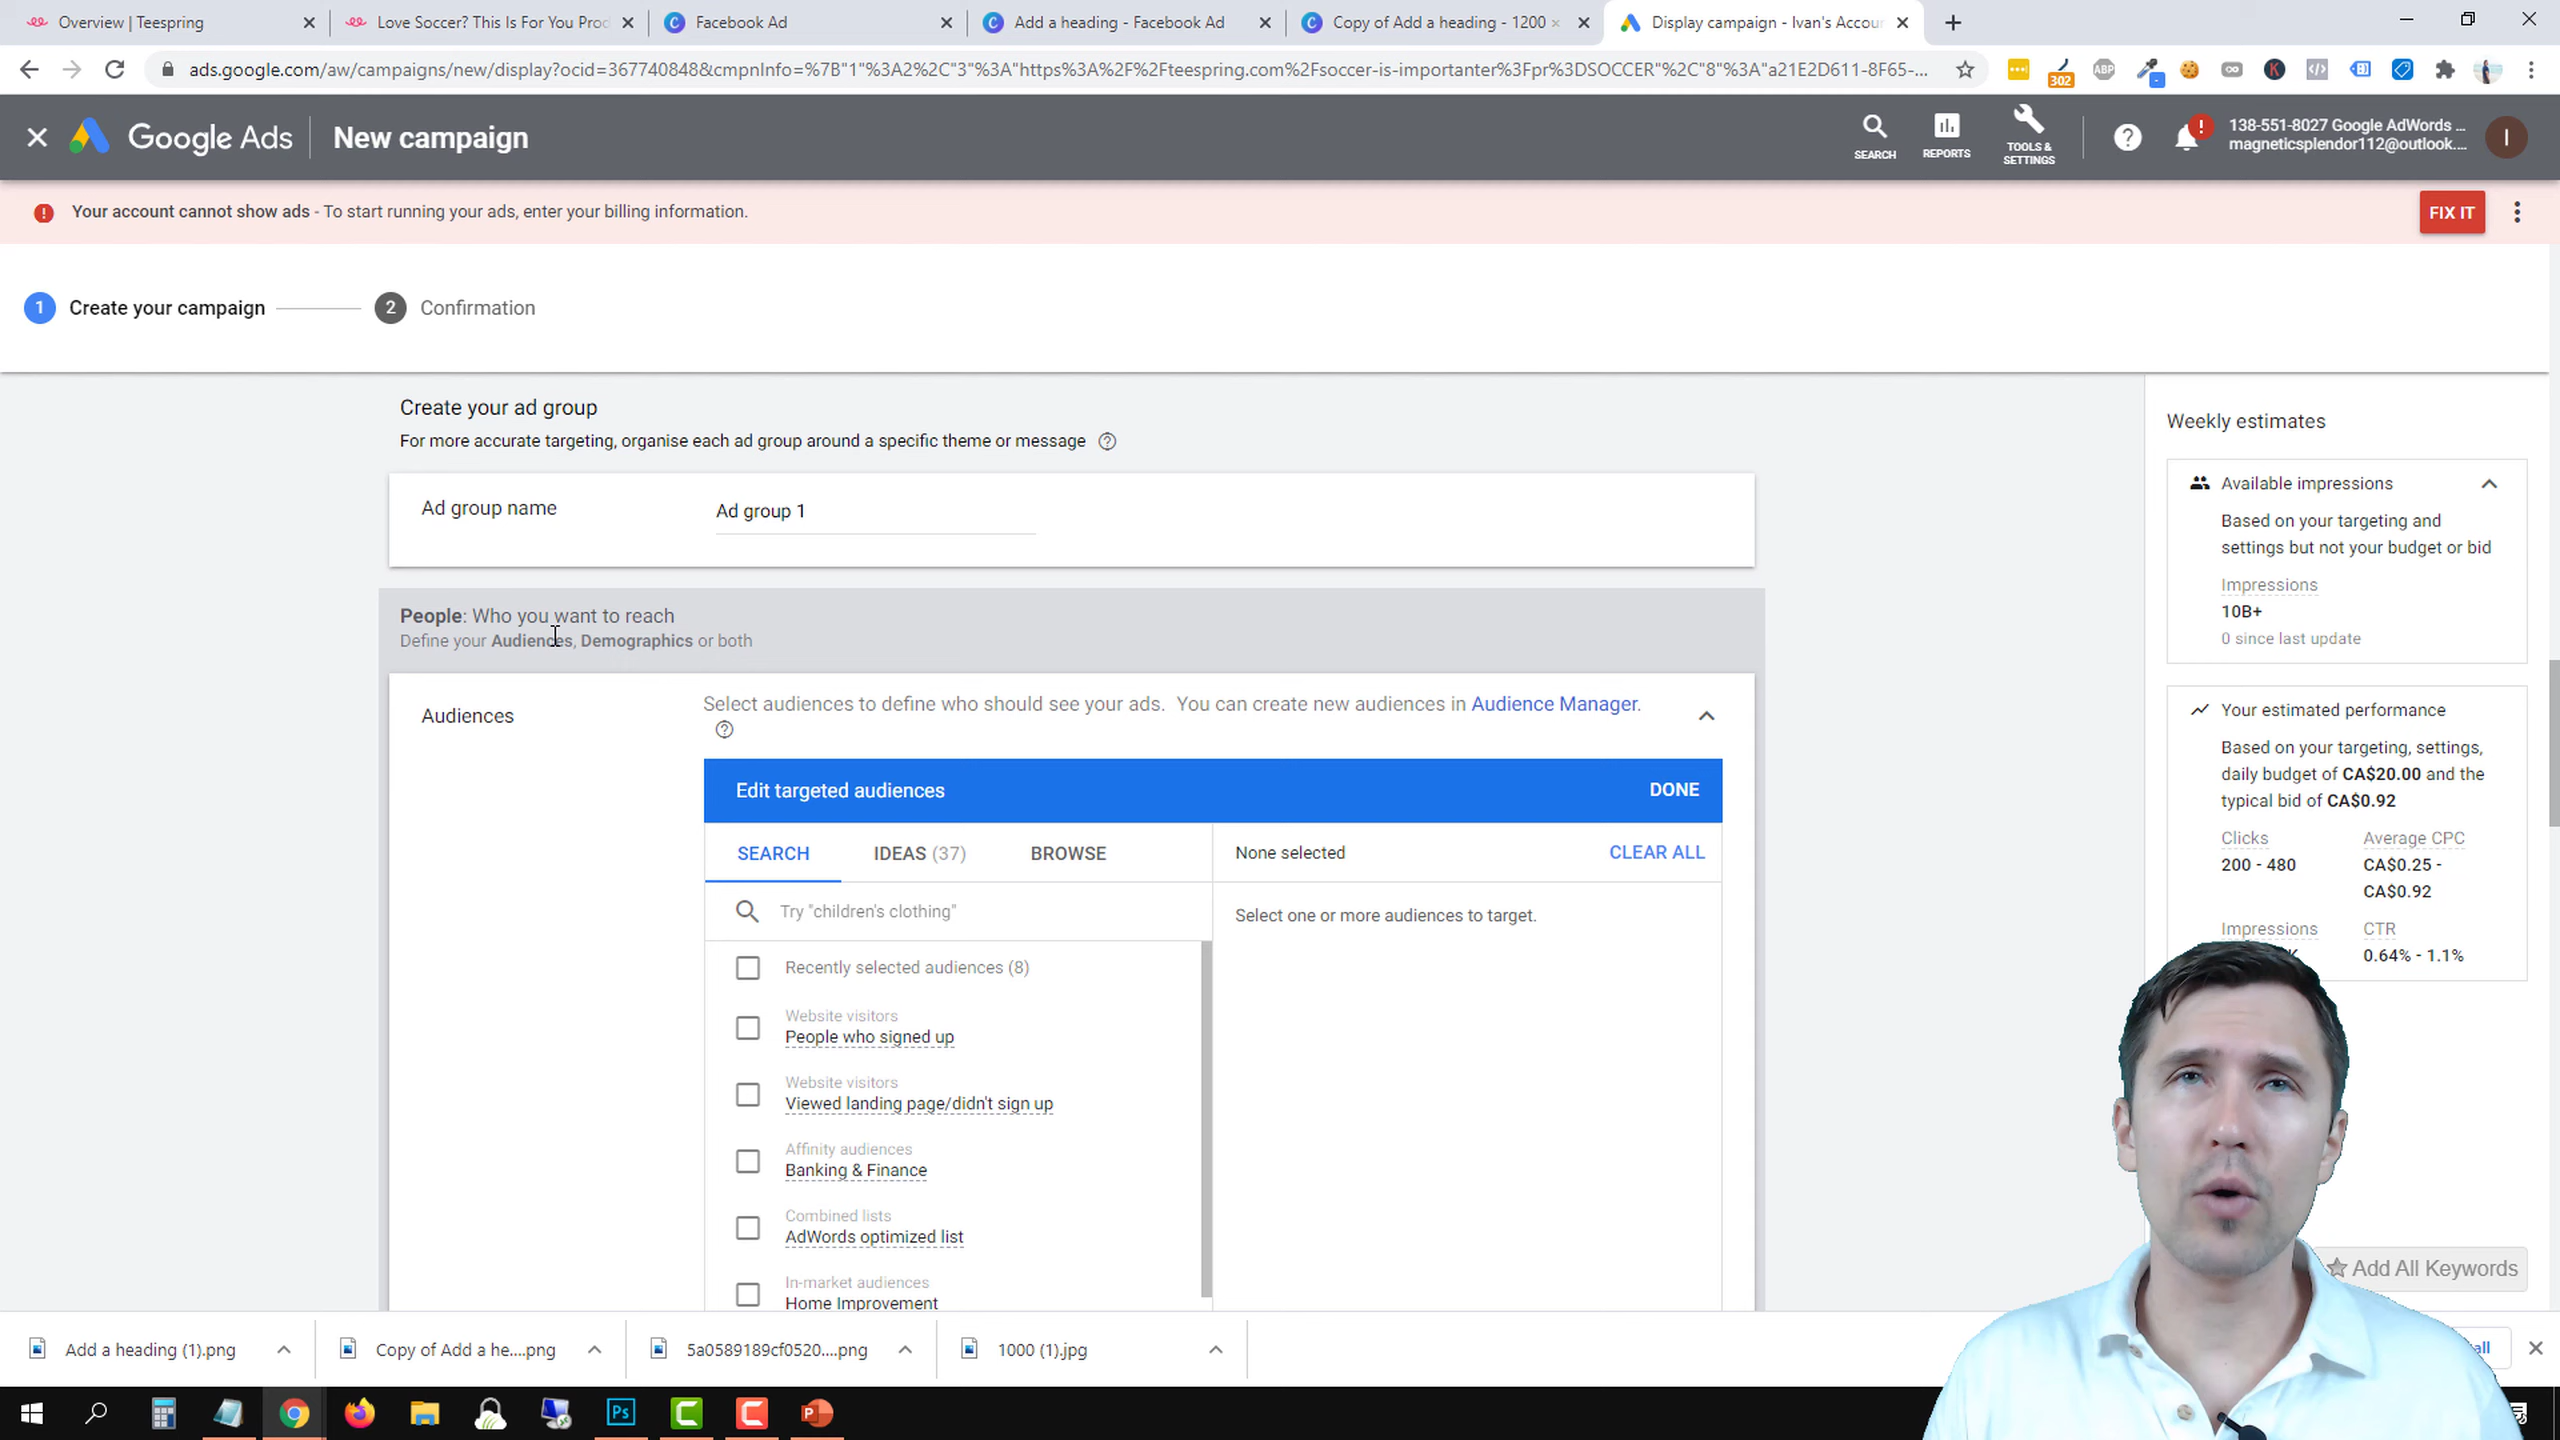 Overview | Teespring
Love Soccer? This Is For You Prod
Facebook Ad
Add a heading - Facebook Ad
Copy of Add a heading - 1200 ×
Display campaign - Ivan's Accou
ads.google.com/aw/campaigns/new/display?ocid=367740848&cmpnInfo=%7B"1"%3A2%2C"3"%3A"https%3A%2F%2Fteespring.com%2Fsoccer-is-importanter%3Fpr%3DSOCCER"%2C"8"%3A"a21E2D611-8F65-...
302
ABP
Google Ads
New campaign
SEARCH
REPORTS
TOOLS & SETTINGS
138-551-8027 Google AdWords ...
magneticsplendor112@outlook....
I
Your account cannot show ads - To start running your ads, enter your billing information.
FIX IT
1 Create your campaign
2 Confirmation
Create your ad group
For more accurate targeting, organise each ad group around a specific theme or message
Ad group name
Ad group 1
People: Who you want to reach
Define your Audiences, Demographics or both
Audiences
Select audiences to define who should see your ads. You can create new audiences in Audience Manager.
Edit targeted audiences
DONE
SEARCH
IDEAS (37)
BROWSE
None selected
CLEAR ALL
Try "children's clothing"
Select one or more audiences to target.
Recently selected audiences (8)
Website visitors
People who signed up
Website visitors
Viewed landing page/didn't sign up
Affinity audiences
Banking & Finance
Combined lists
AdWords optimized list
In-market audiences
Home Improvement
Weekly estimates
Available impressions
Based on your targeting and
settings but not your budget or bid
Impressions
10B+
0 since last update
Your estimated performance
Based on your targeting, settings,
daily budget of CA$20.00 and the
typical bid of CA$0.92
Clicks
200 - 480
Average CPC
CA$0.25 -
CA$0.92
Impressions
K
CTR
0.64% - 1.1%
Add All Keywords
Add a heading (1).png
Copy of Add a he....png
5a0589189cf0520....png
1000 (1).jpg
all
Ps